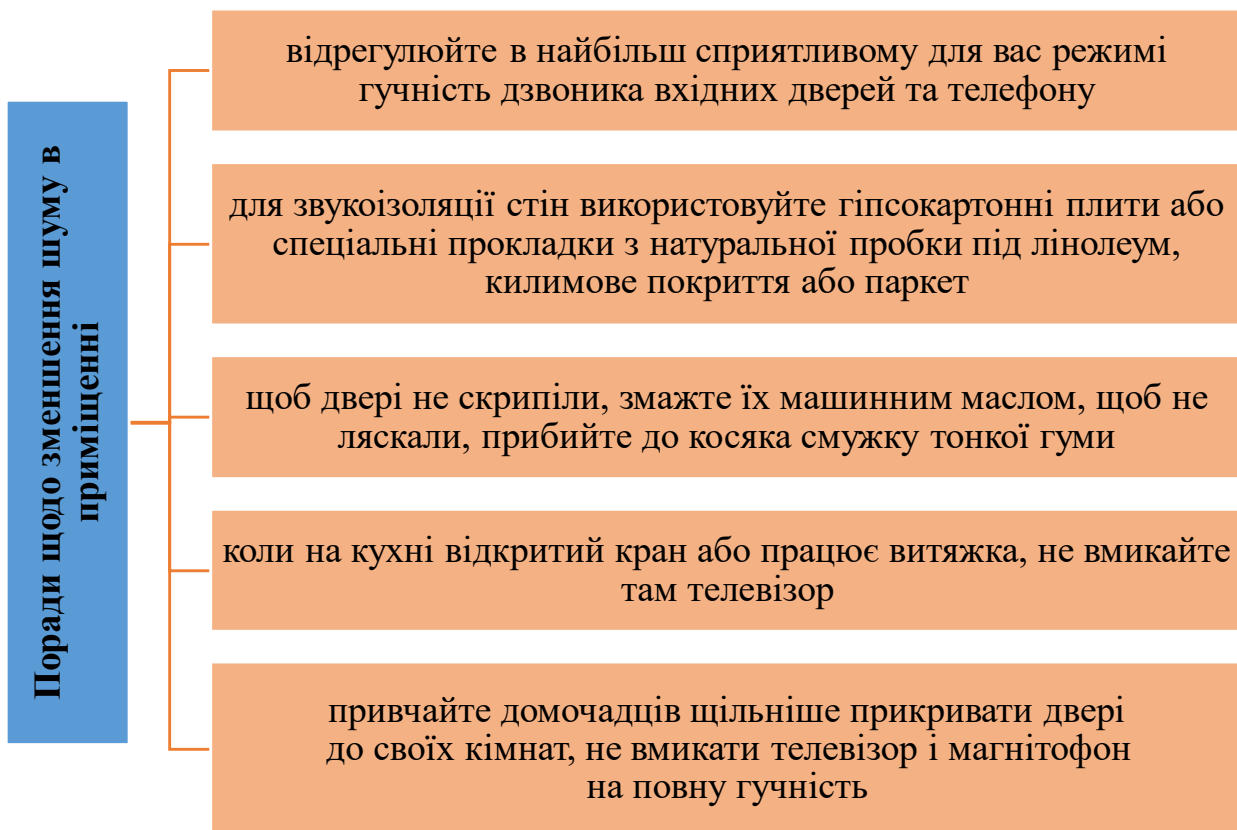 Поради щодо зменшення шуму в
приміщенні
відрегулюйте в найбільш сприятливому для вас режимі
гучність дзвоника вхідних дверей та телефону
для звукоізоляції стін використовуйте гіпсокартонні плити або
спеціальні прокладки з натуральної пробки під лінолеум,
килимове покриття або паркет
щоб двері не скрипіли, змажте їх машинним маслом, щоб не
ляскали, прибийте до косяка смужку тонкої гуми
коли на кухні відкритий кран або працює витяжка, не вмикайте
там телевізор
привчайте домочадців щільніше прикривати двері
до своїх кімнат, не вмикати телевізор і магнітофон
на повну гучність